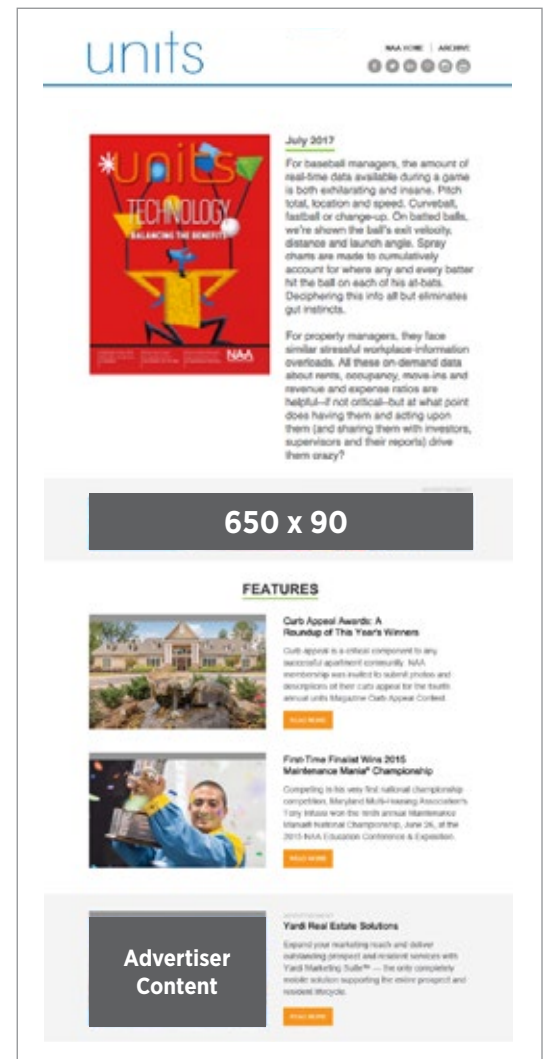 units
NAA HOME | ARCHIVE
July 2017
units
TECHNOLOGY
BALANCING THE BENEFITS
NAA
For baseball managers, the amount of
real-time data available during a game
is both exhilarating and insane. Pitch
total, location and speed. Curveball,
fastball or change-up. On batted balls,
we're shown the ball's exit velocity,
distance and launch angle. Spray
charts are made to cumulatively
account for where any and every batter
hit the ball on each of his at-bats.
Deciphering this info all but eliminates
gut instincts.
For property managers, they face
similar stressful workplace-information
overloads. All these on-demand data
about rents, occupancy, move-ins and
revenue and expense ratios are
helpful–if not critical–but at what point
does having them and acting upon
them (and sharing them with investors,
supervisors and their reports) drive
them crazy?
ADVERTISEMENT
650 x 90
FEATURES
Curb Appeal Awards: A
Roundup of This Year's Winners
Curb appeal is a critical component to any
successful apartment community. NAA
membership was invited to submit photos and
descriptions of their curb appeal for the fourth
annual units Magazine Curb Appeal Contest.
READ MORE
First-Time Finalist Wins 2015
Maintenance Mania® Championship
Competing in his very first national championship
competition, Maryland Multi-Housing Association's
Tony won the tenth annual Maintenance
Mania® National Championship, June 26, at the
2015 NAA Education Conference & Exposition.
READ MORE
ADVERTISEMENT
Yardi Real Estate Solutions
Advertiser
Content
Expand your marketing reach and deliver
outstanding prospect and resident services with
Yardi Marketing Suite™ — the only completely
mobile solution supporting the entire prospect and
resident lifecycle.
READ MORE